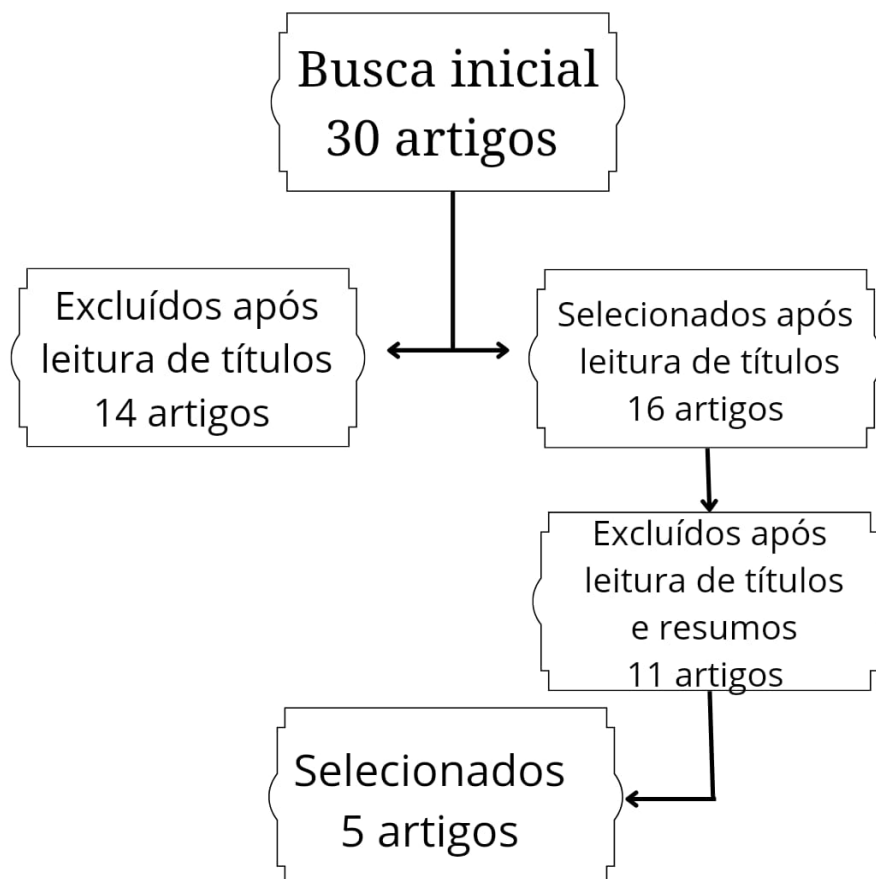 Busca inicial
30 artigos
Excluídos após
leitura de títulos
14 artigos
Selecionados após
leitura de títulos
16 artigos
Excluídos após
leitura de títulos
e resumos
11 artigos
Selecionados
5 artigos